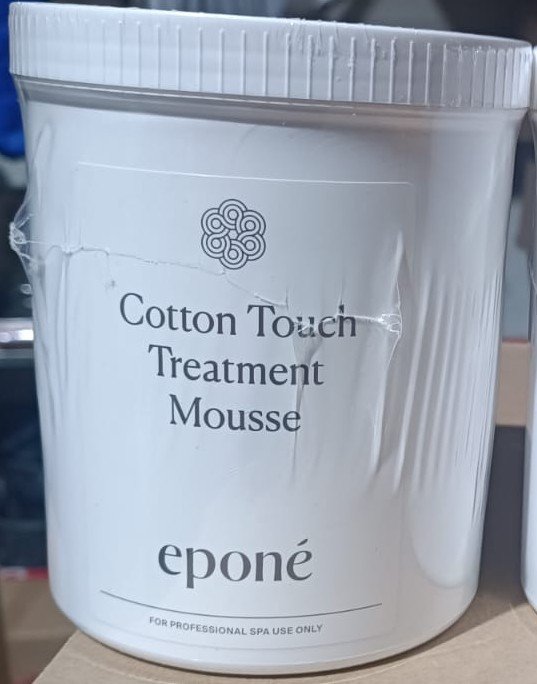 Cotton Touch
Treatment
Mousse
eponé
FOR PROFESSIONAL SPA USE ONLY